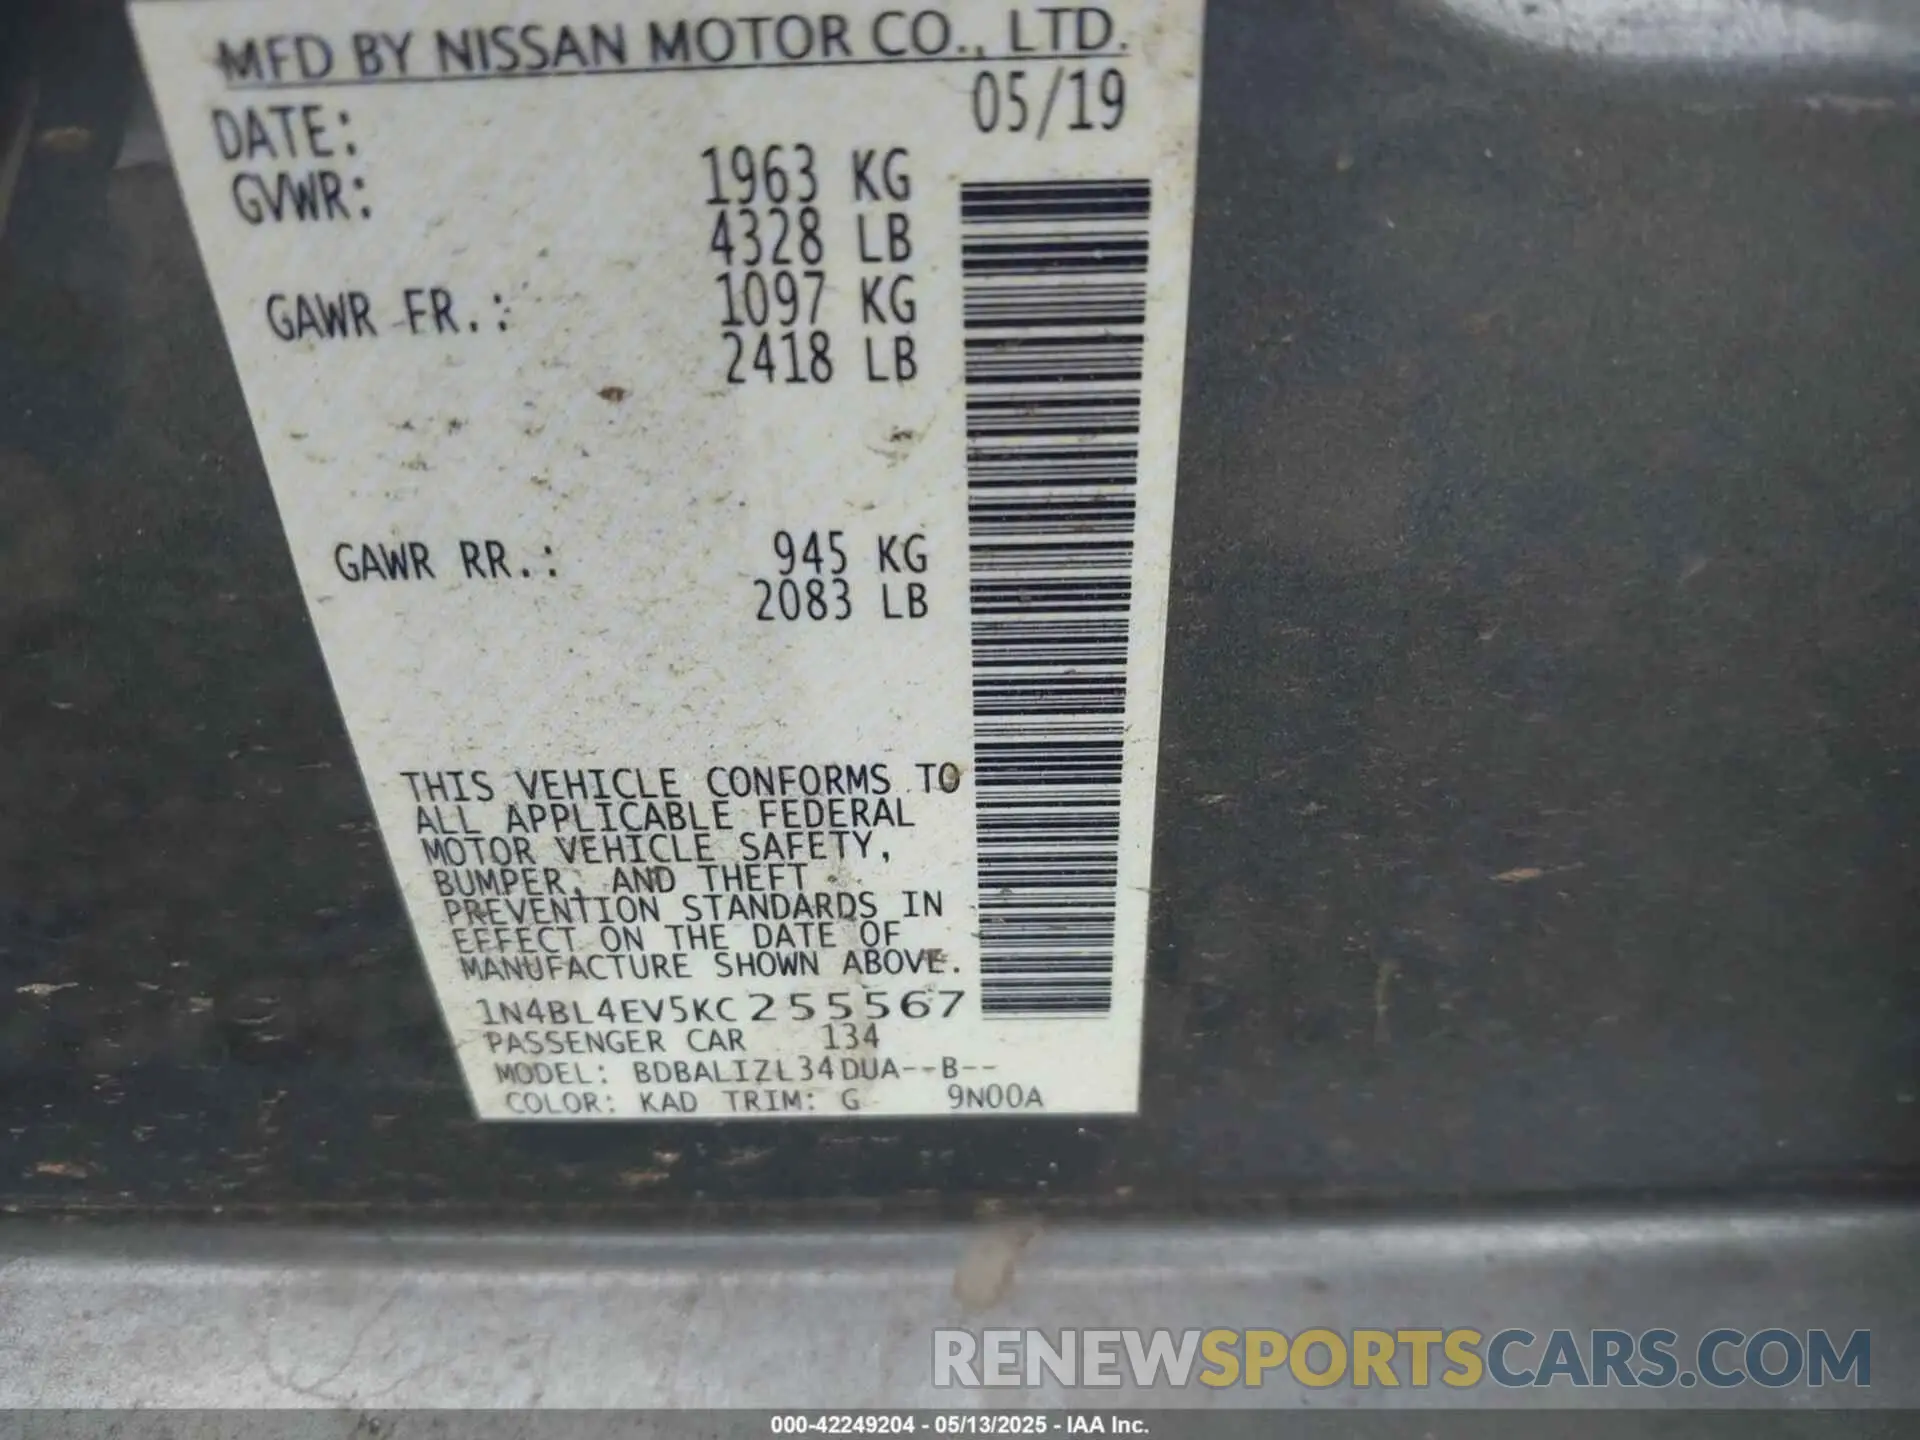 MFD BY NISSAN MOTOR CO., LTD.
DATE: 05/19
GVWR: 1963 KG
4328 LB
GAWR FR.: 1097 KG
2418 LB
GAWR RR.: 945 KG
2083 LB
THIS VEHICLE CONFORMS TO
ALL APPLICABLE FEDERAL
MOTOR VEHICLE SAFETY,
BUMPER, AND THEFT
PREVENTION STANDARDS IN
EFFECT ON THE DATE OF
MANUFACTURE SHOWN ABOVE.
1N4BL4EV5KC255567
PASSENGER CAR 134
MODEL: BDBALIZL34DUA--B--
COLOR: KAD TRIM: G 9N00A
RENEWSPORTSCARS.COM
000-42249204 - 05/13/2025 - IAA Inc.